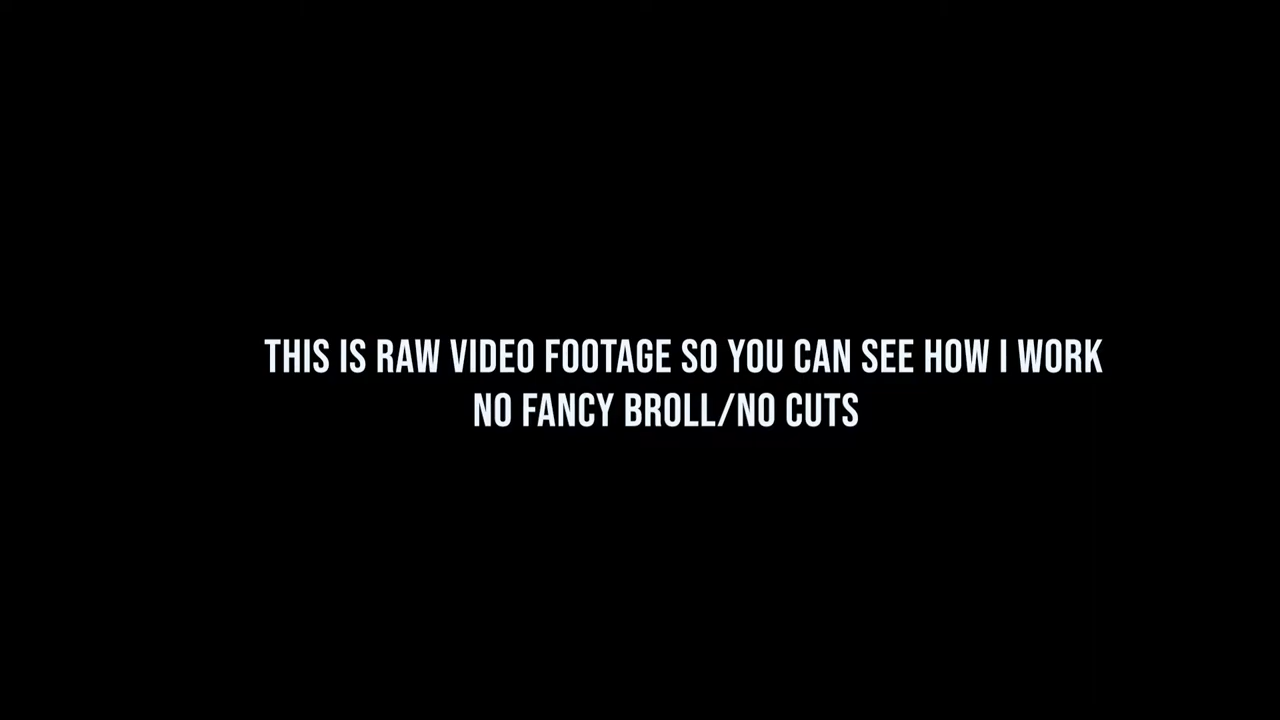 THIS IS RAW VIDEO FOOTAGE SO YOU CAN SEE HOW I WORK
NO FANCY BROLL/NO CUTS